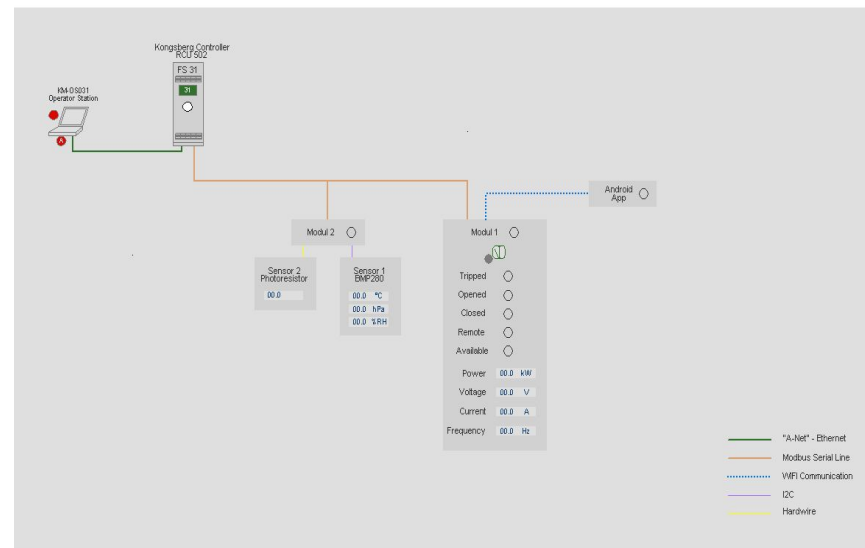 Kongsberg Controller
RCU502
FS 31
31
KM-OS031
Operator Station
A
Android
App
Modul 2
Modul 1
Sensor 2
Photoresistor
00.0
Sensor 1
BMP280
00.0 °C
00.0 hPa
00.0 %RH
Tripped
Opened
Closed
Remote
Available
Power 00.0 kW
Voltage 00.0 V
Current 00.0 A
Frequency 00.0 Hz
"A-Net" - Ethernet
Modbus Serial Line
WIFI Communication
I2C
Hardwire